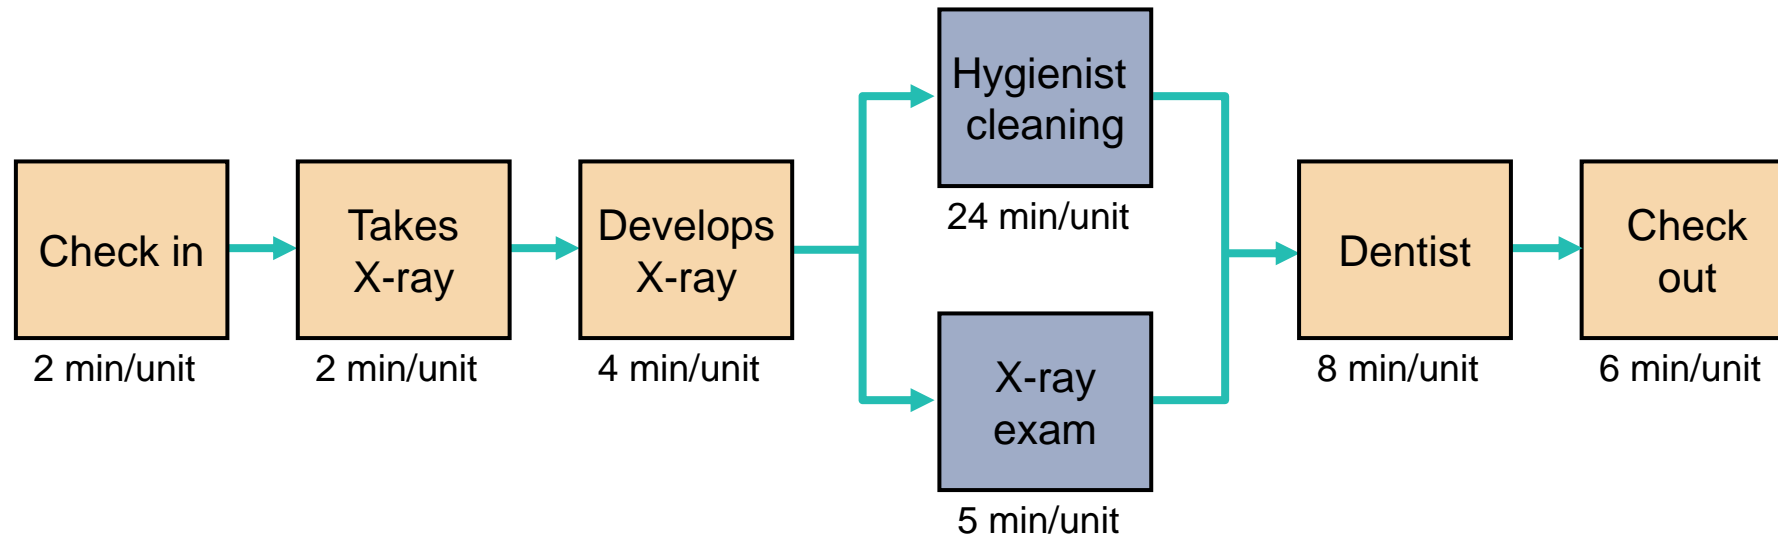 Check in
2 min/unit
Takes
X-ray
2 min/unit
Develops
X-ray
4 min/unit
Hygienist
cleaning
24 min/unit
X-ray
exam
5 min/unit
Dentist
8 min/unit
Check
out
6 min/unit